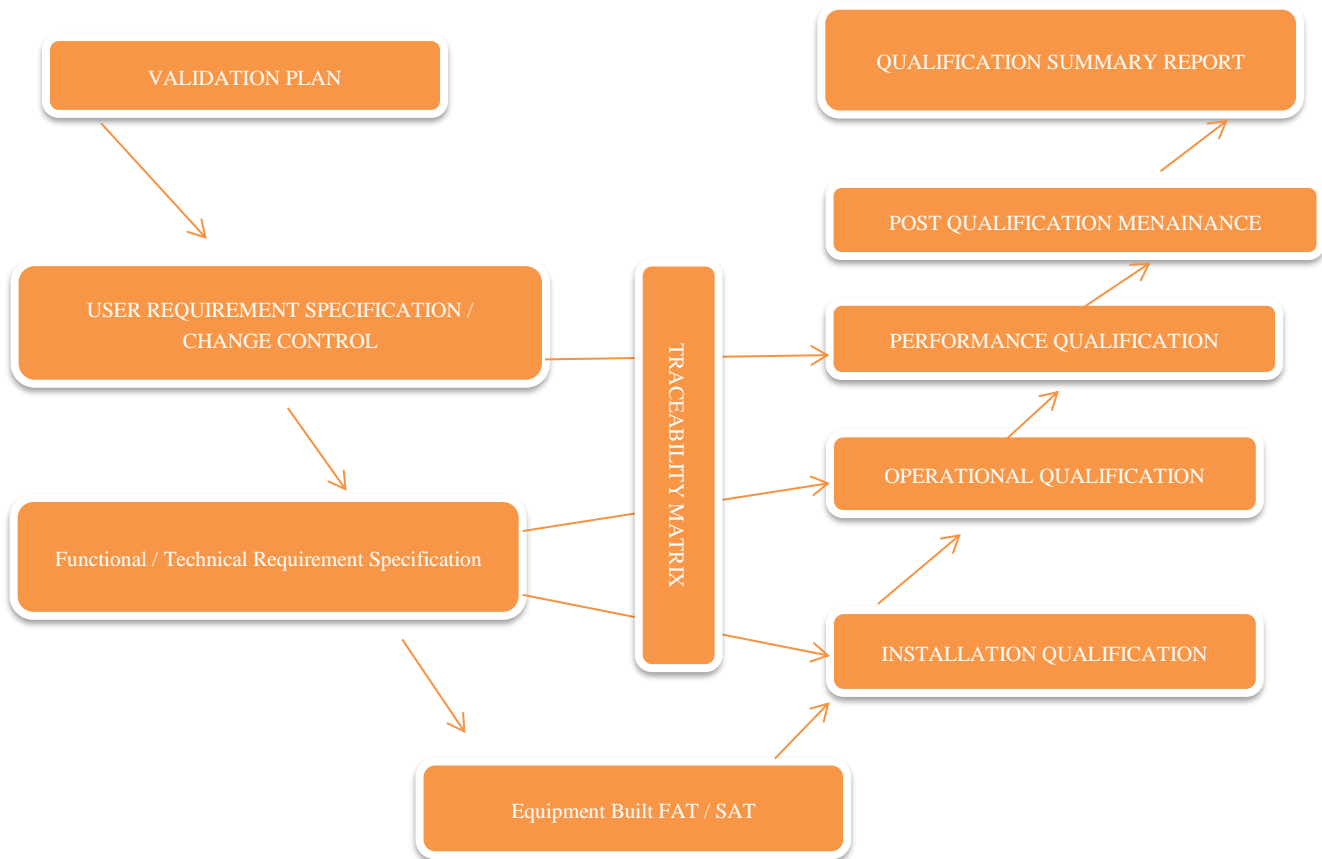 VALIDATION PLAN
QUALIFICATION SUMMARY REPORT
POST QUALIFICATION MENAINANCE
USER REQUIREMENT SPECIFICATION /
CHANGE CONTROL
TRACEABILITY MATRIX
PERFORMANCE QUALIFICATION
OPERATIONAL QUALIFICATION
Functional / Technical Requirement Specification
INSTALLATION QUALIFICATION
Equipment Built FAT / SAT